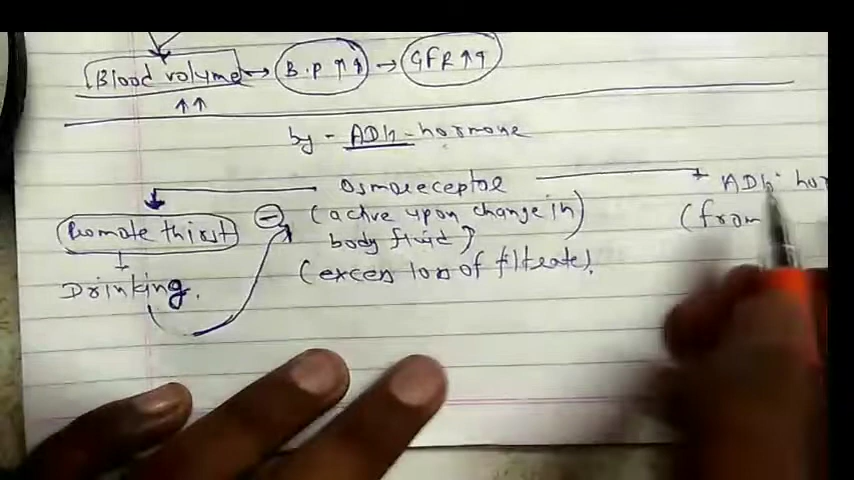 Blood volume → B.P ↑↑ → GFR ↑↑
↑↑
by - ADH - hormone
Osmoreceptor → ADH hor
Promote thirst (-) (active upon change in (from
body fluid)
Drinking. (excess loss of filtrate).